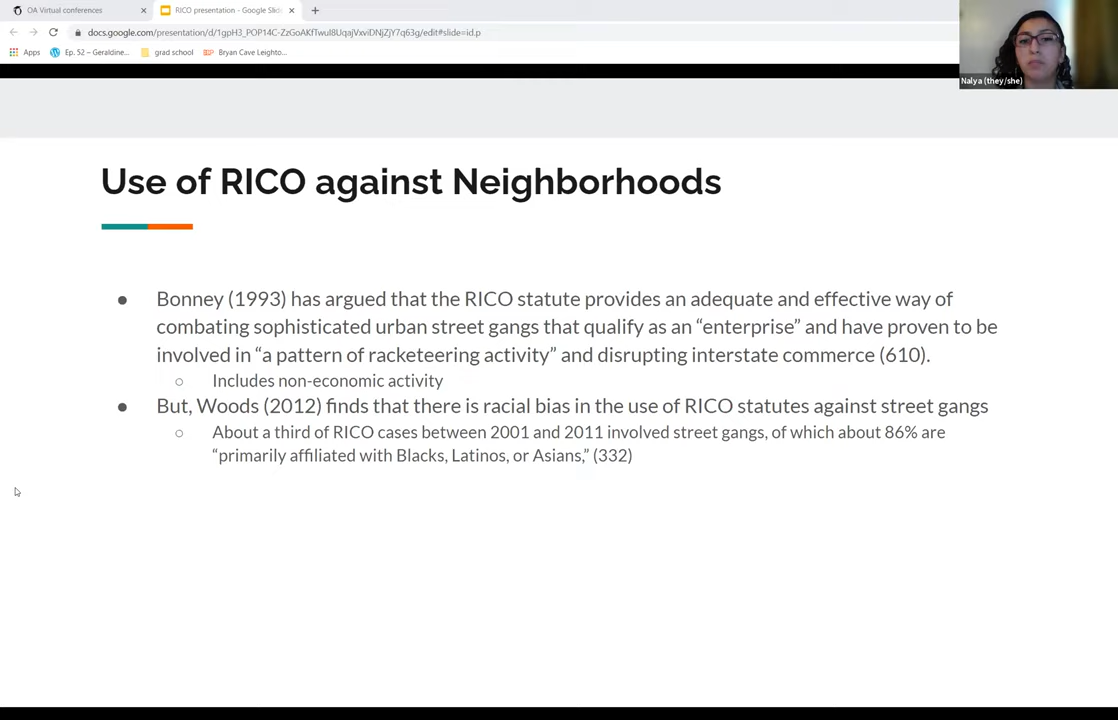 OA Virtual conferences
RICO presentation - Google Slid
docs.google.com/presentation/d/1gpH3_POP14C-ZzGoAKfTwuI8UqajVxviDNjZjY7q63g/edit#slide=id.p
Apps
Ep. 52 – Geraldine...
grad school
Bryan Cave Leighto...
Nalya (they/she)
Use of RICO against Neighborhoods
● Bonney (1993) has argued that the RICO statute provides an adequate and effective way of
combating sophisticated urban street gangs that qualify as an “enterprise” and have proven to be
involved in “a pattern of racketeering activity” and disrupting interstate commerce (610).
○ Includes non-economic activity
● But, Woods (2012) finds that there is racial bias in the use of RICO statutes against street gangs
○ About a third of RICO cases between 2001 and 2011 involved street gangs, of which about 86% are
“primarily affiliated with Blacks, Latinos, or Asians,” (332)